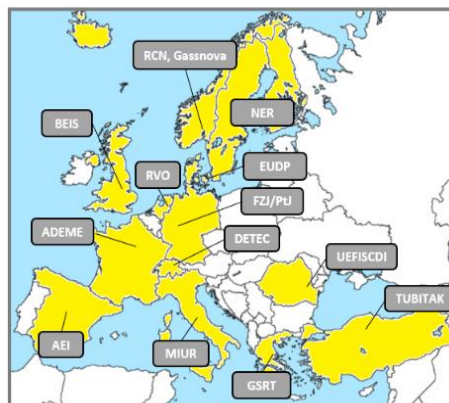 RCN, Gassnova
BEIS
NER
RVO
EUDP
FZJ/PtJ
ADEME
DETEC
UEFISCDI
TUBITAK
AEI
MIUR
GSRT